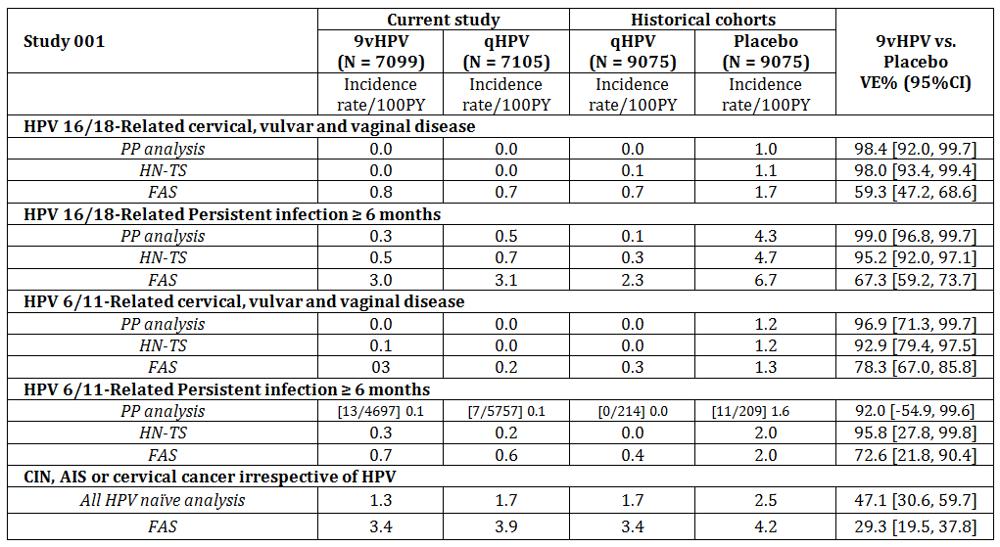 Study 001 Current study Historical cohorts 9vHPV vs. Placebo VE% (95%CI)
9vHPV (N = 7099) qHPV (N = 7105) qHPV (N = 9075) Placebo (N = 9075)
Incidence rate/100PY Incidence rate/100PY Incidence rate/100PY Incidence rate/100PY
HPV 16/18-Related cervical, vulvar and vaginal disease
PP analysis 0.0 0.0 0.0 1.0 98.4 [92.0, 99.7]
HN-TS 0.0 0.0 0.1 1.1 98.0 [93.4, 99.4]
FAS 0.8 0.7 0.7 1.7 59.3 [47.2, 68.6]
HPV 16/18-Related Persistent infection ≥ 6 months
PP analysis 0.3 0.5 0.1 4.3 99.0 [96.8, 99.7]
HN-TS 0.5 0.7 0.3 4.7 95.2 [92.0, 97.1]
FAS 3.0 3.1 2.3 6.7 67.3 [59.2, 73.7]
HPV 6/11-Related cervical, vulvar and vaginal disease
PP analysis 0.0 0.0 0.0 1.2 96.9 [71.3, 99.7]
HN-TS 0.1 0.0 0.0 1.2 92.9 [79.4, 97.5]
FAS 03 0.2 0.3 1.3 78.3 [67.0, 85.8]
HPV 6/11-Related Persistent infection ≥ 6 months
PP analysis [13/4697] 0.1 [7/5757] 0.1 [0/214] 0.0 [11/209] 1.6 92.0 [-54.9, 99.6]
HN-TS 0.3 0.2 0.0 2.0 95.8 [27.8, 99.8]
FAS 0.7 0.6 0.4 2.0 72.6 [21.8, 90.4]
CIN, AIS or cervical cancer irrespective of HPV
All HPV naïve analysis 1.3 1.7 1.7 2.5 47.1 [30.6, 59.7]
FAS 3.4 3.9 3.4 4.2 29.3 [19.5, 37.8]